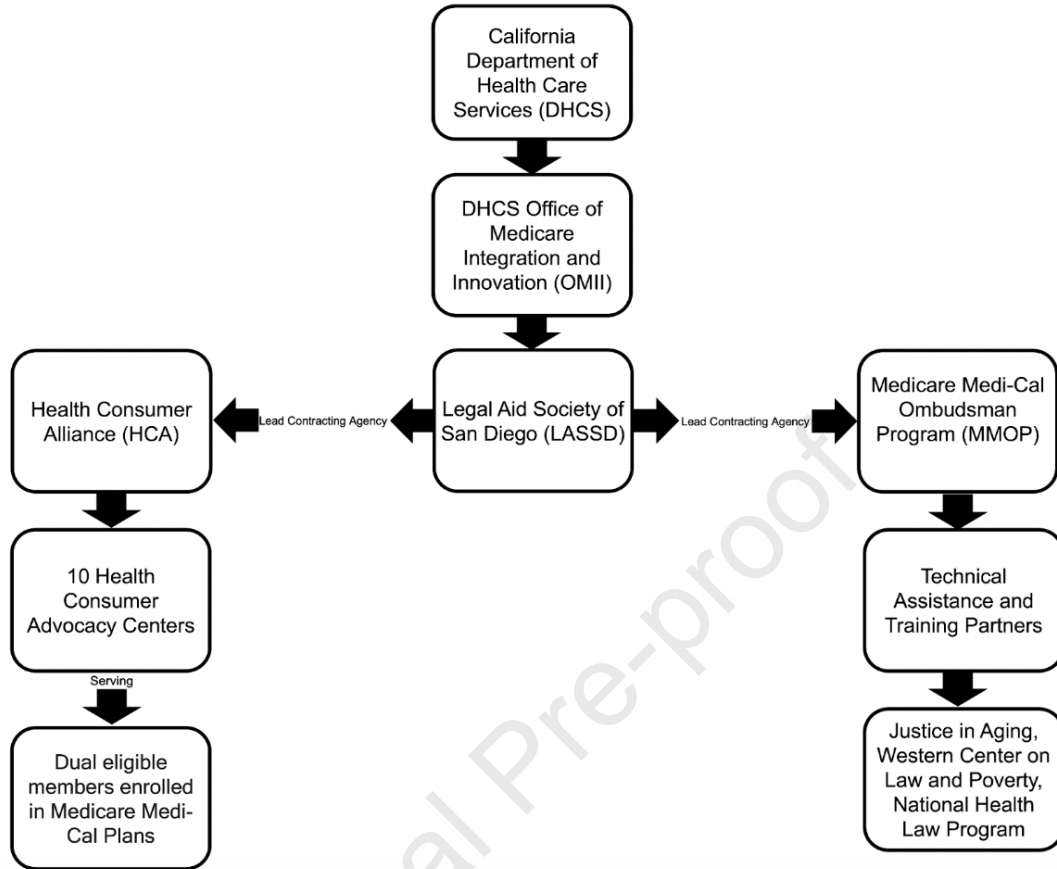 California
Department of
Health Care
Services (DHCS)
DHCS Office of
Medicare
Integration and
Innovation (OMII)
Health Consumer
Alliance (HCA)
Lead Contracting Agency
Legal Aid Society of
San Diego (LASSD)
Lead Contracting Agency
Medicare Medi-Cal
Ombudsman
Program (MMOP)
10 Health
Consumer
Advocacy Centers
Serving
Dual eligible
members enrolled
in Medicare Medi-
Cal Plans
Technical
Assistance and
Training Partners
Justice in Aging,
Western Center on
Law and Poverty,
National Health
Law Program
al Pre-proof